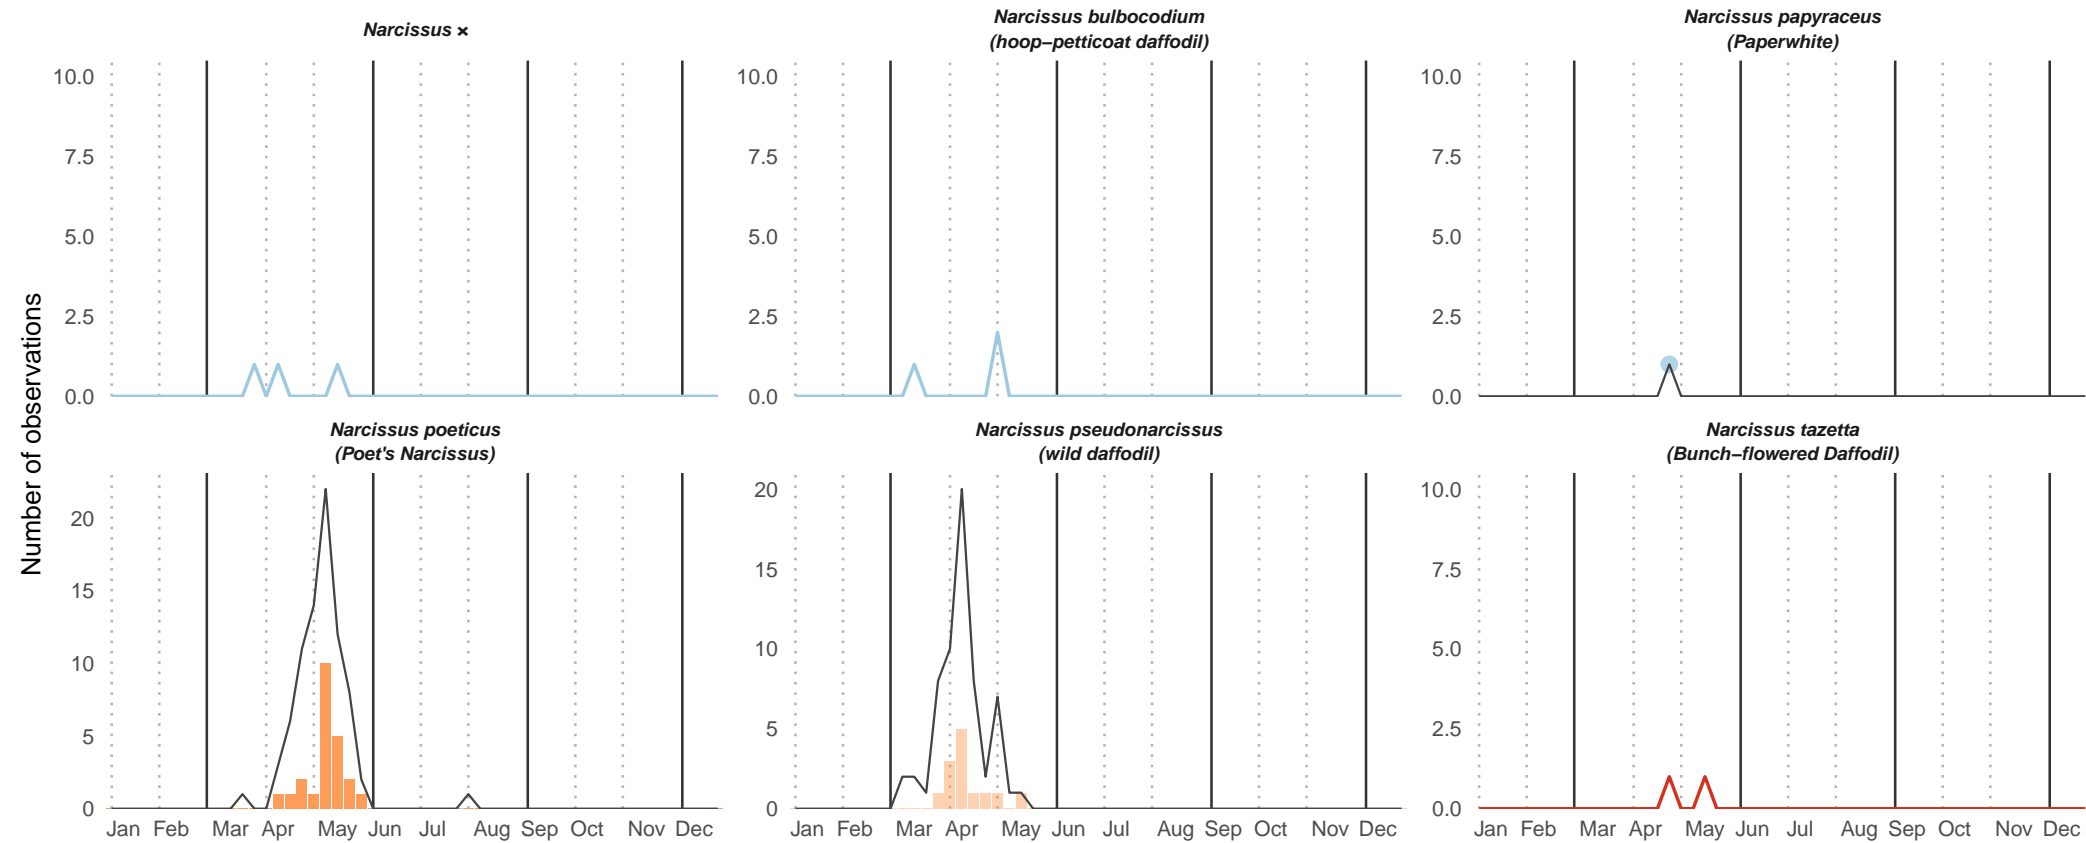 Narcissus ×
Narcissus bulbocodium
(hoop−petticoat daffodil)
Narcissus papyraceus
(Paperwhite)
10.0
7.5
5.0
2.5
0.0
10.0
7.5
5.0
2.5
0.0
10.0
7.5
5.0
2.5
0.0
Number of observations
Narcissus poeticus
(Poet's Narcissus)
Narcissus pseudonarcissus
(wild daffodil)
Narcissus tazetta
(Bunch−flowered Daffodil)
20
15
10
5
0
20
15
10
5
0
10.0
7.5
5.0
2.5
0.0
Jan Feb Mar Apr May Jun Jul Aug Sep Oct Nov Dec
Jan Feb Mar Apr May Jun Jul Aug Sep Oct Nov Dec
Jan Feb Mar Apr May Jun Jul Aug Sep Oct Nov Dec